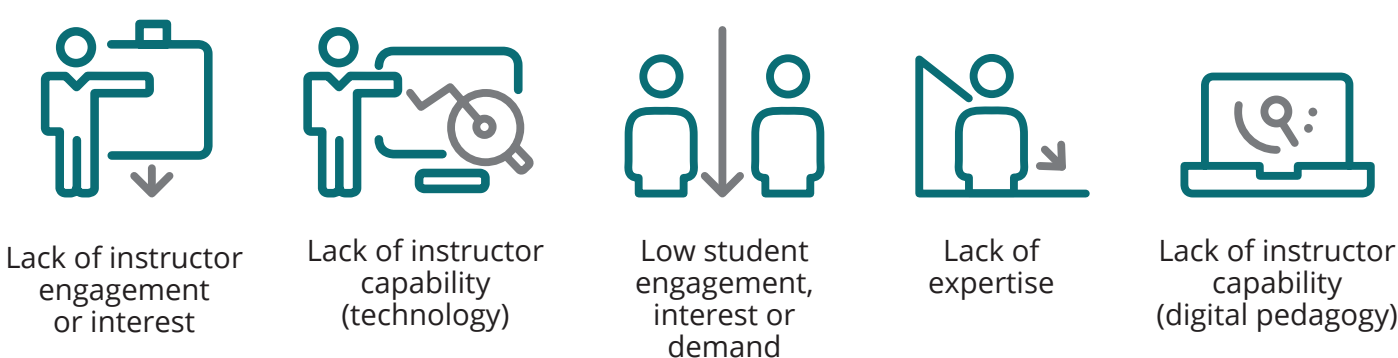 Lack of instructor
engagement
or interest
Lack of instructor
capability
(technology)
Low student
engagement,
interest or
demand
Lack of
expertise
Lack of instructor
capability
(digital pedagogy)